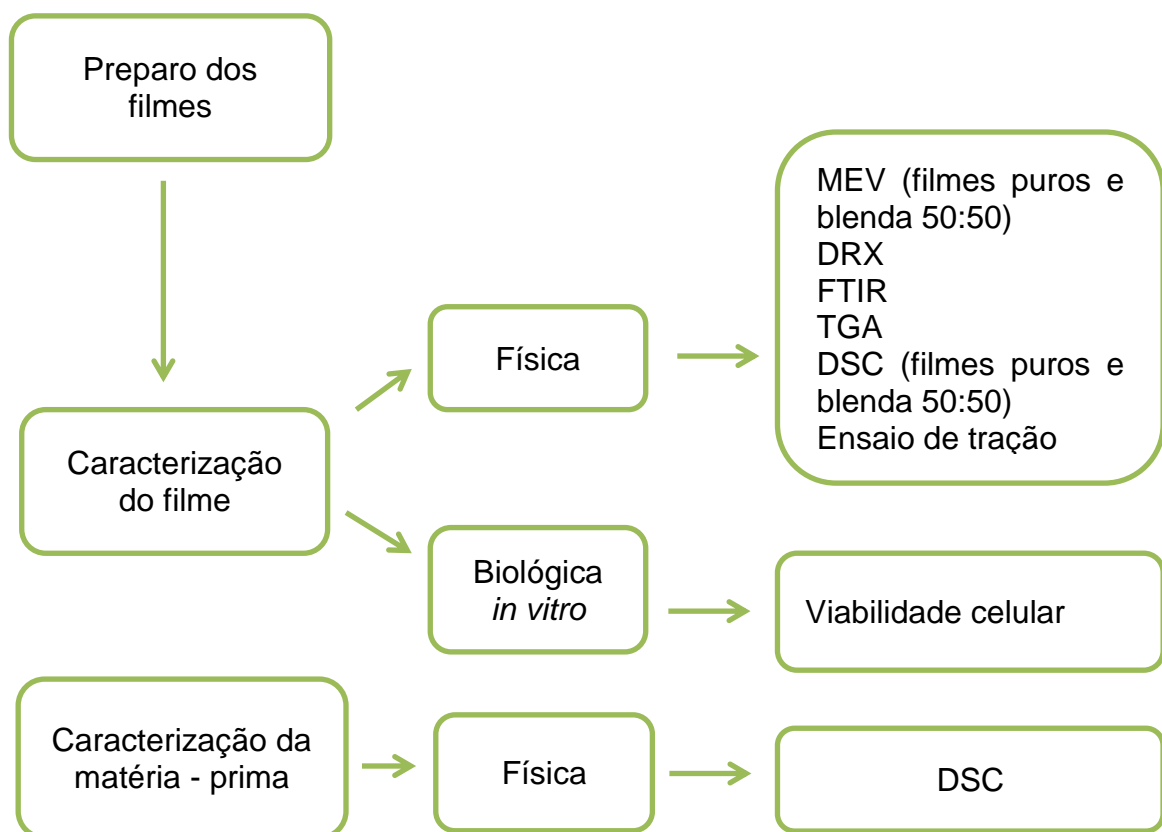 Preparo dos
filmes
MEV (filmes puros e
blenda 50:50)
DRX
FTIR
TGA
DSC (filmes puros e
blenda 50:50)
Ensaio de tração
Física
Caracterização
do filme
Biológica
in vitro
Viabilidade celular
Caracterização da
matéria - prima
Física
DSC